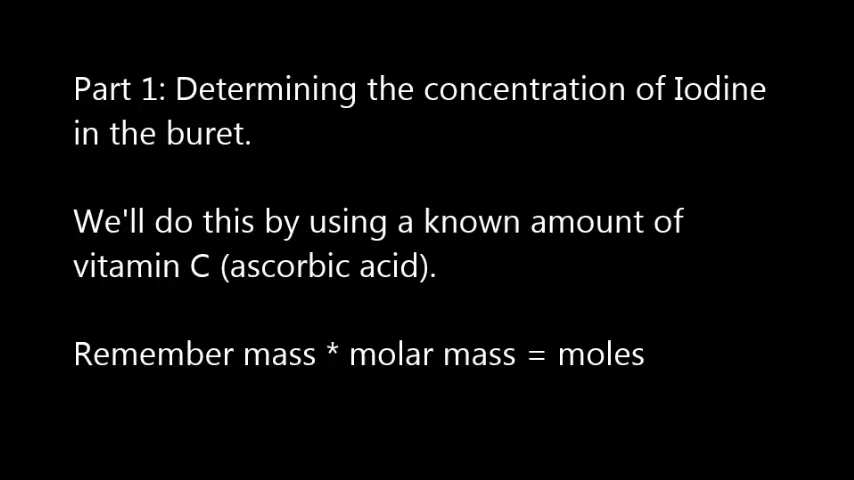 Part 1: Determining the concentration of Iodine
in the buret.
We'll do this by using a known amount of
vitamin C (ascorbic acid).
Remember mass * molar mass = moles